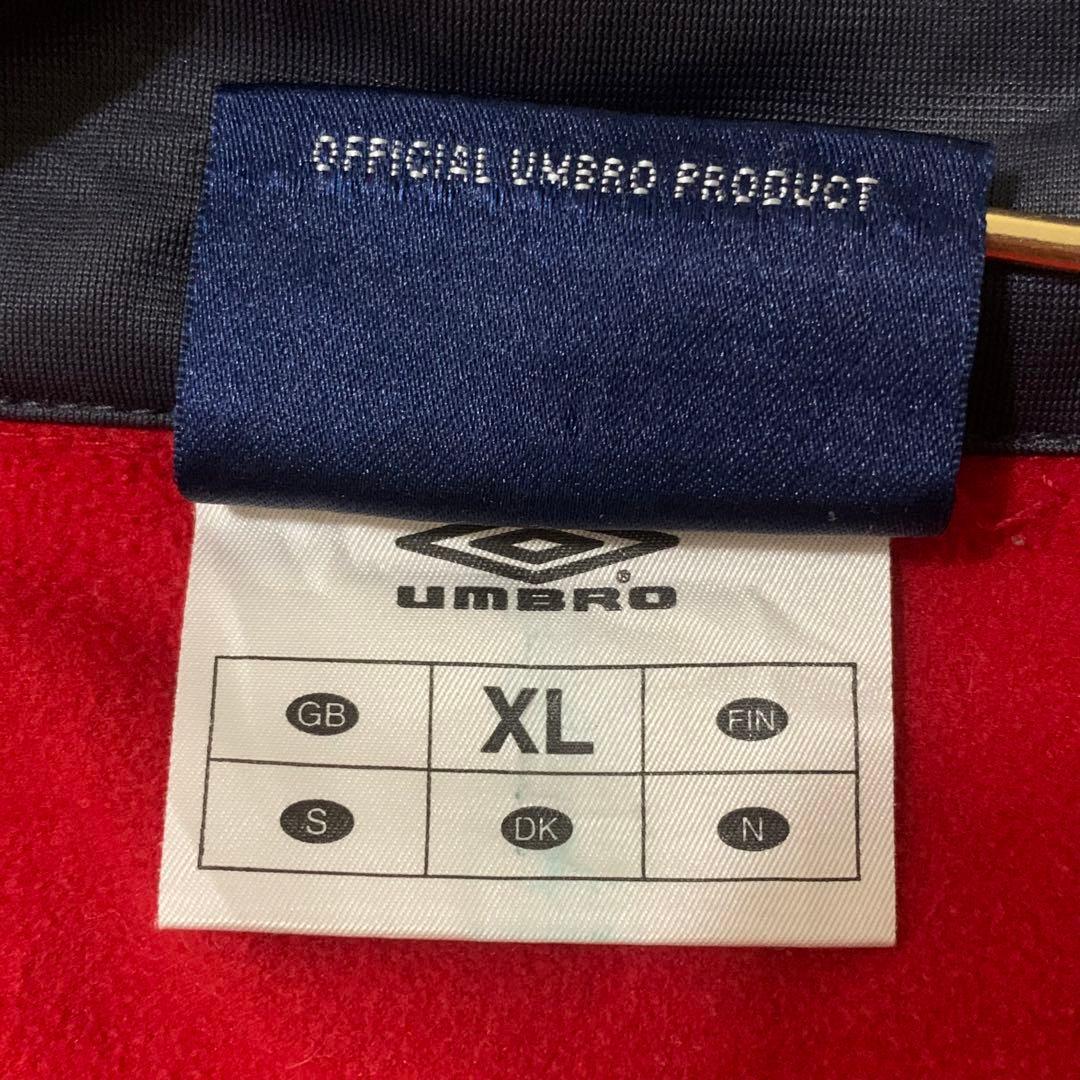 OFFICIAL UMBRO PRODUCT
UMBRO®
GB XL FIN
S DK N